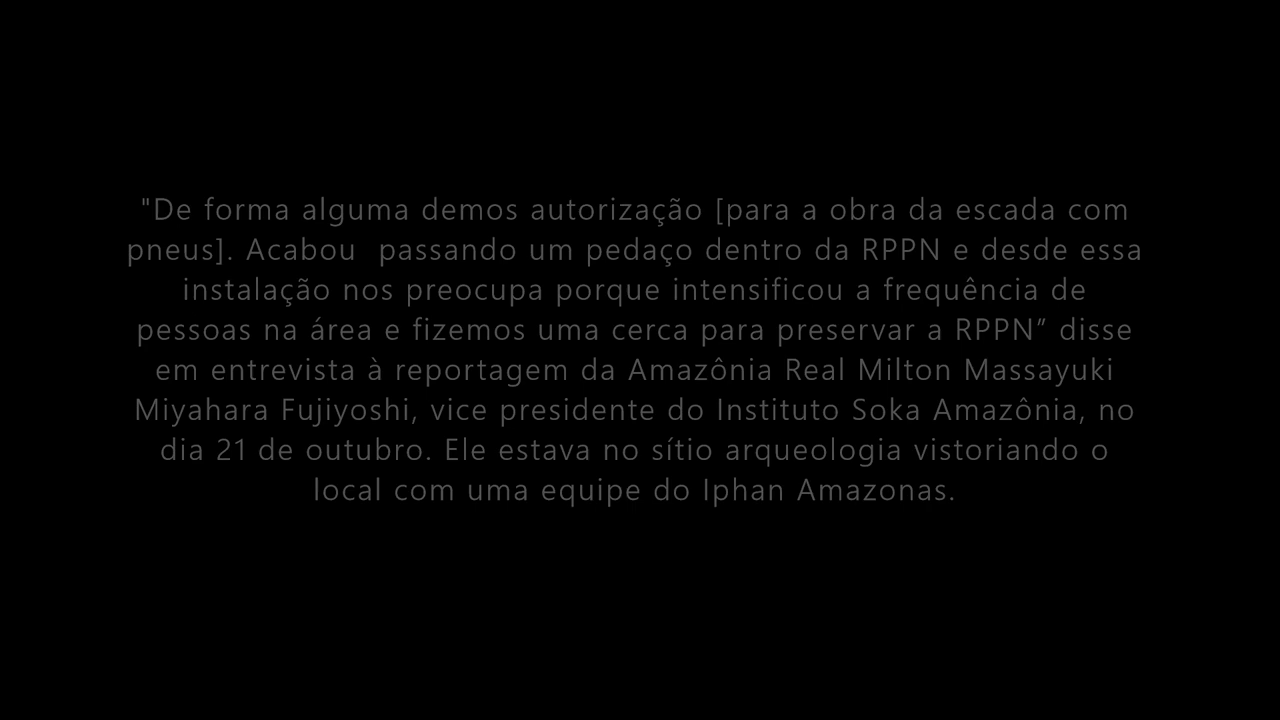 "De forma alguma demos autorização [para a obra da escada com
pneus]. Acabou  passando um pedaço dentro da RPPN e desde essa
instalação nos preocupa porque intensificou a frequência de
pessoas na área e fizemos uma cerca para preservar a RPPN” disse
em entrevista à reportagem da Amazônia Real Milton Massayuki
Miyahara Fujiyoshi, vice presidente do Instituto Soka Amazônia, no
dia 21 de outubro. Ele estava no sítio arqueologia vistoriando o
local com uma equipe do Iphan Amazonas.